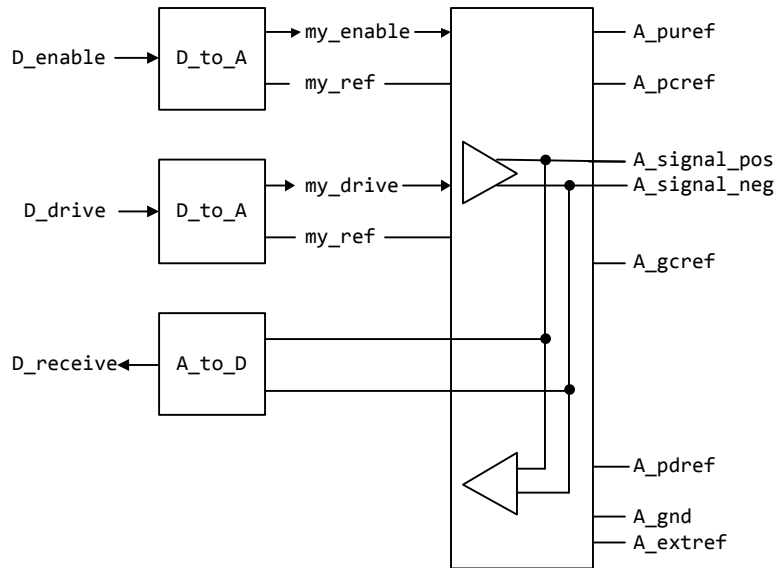 my_enable
A_puref
D_enable
D_to_A
my_ref
A_pcref
A_signal_pos
my_drive
A_signal_neg
D_drive
D_to_A
my_ref
A_gcref
D_receive
A_to_D
A_pdref
A_gnd
A_extref